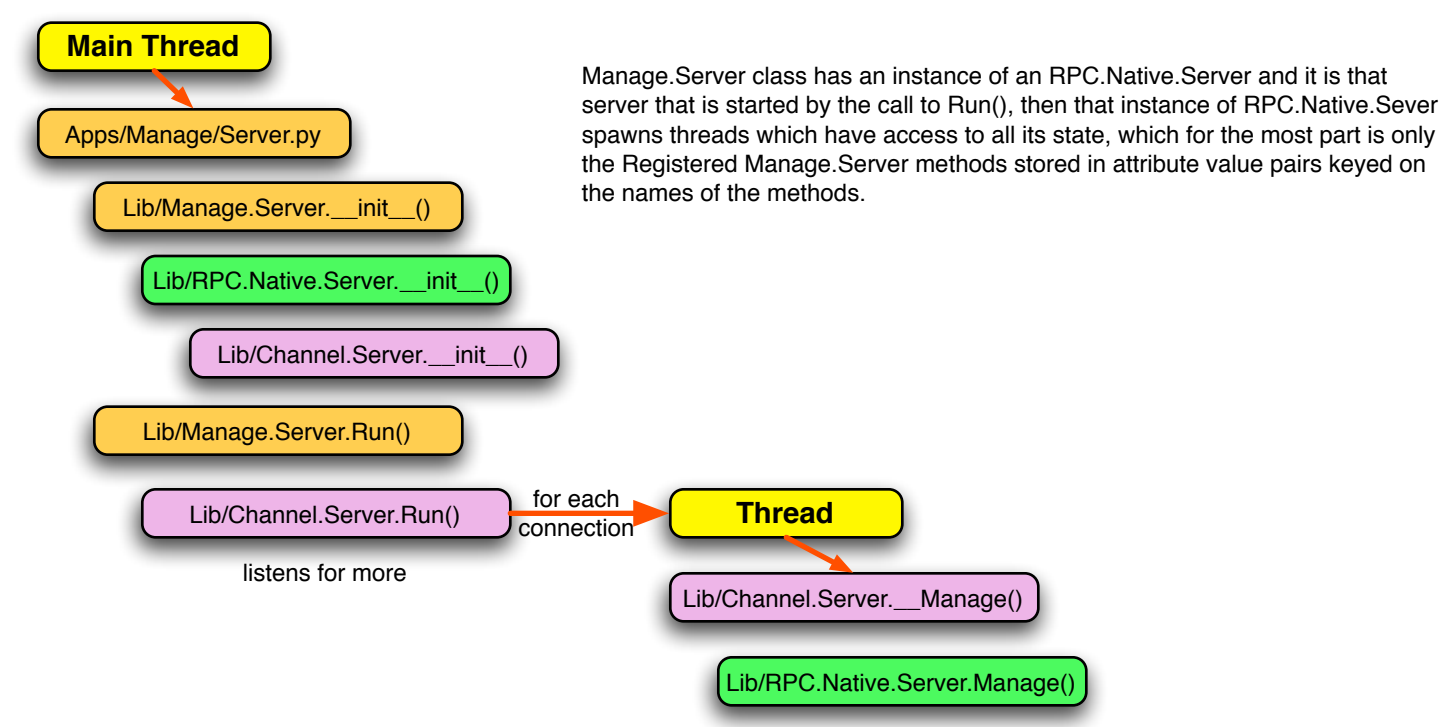 Main Thread
Manage.Server class has an instance of an RPC.Native.Server and it is that
server that is started by the call to Run(), then that instance of RPC.Native.Sever
spawns threads which have access to all its state, which for the most part is only
the Registered Manage.Server methods stored in attribute value pairs keyed on
the names of the methods.
Apps/Manage/Server.py
Lib/Manage.Server.__init__()
Lib/RPC.Native.Server.__init__()
Lib/Channel.Server.__init__()
Lib/Manage.Server.Run()
Lib/Channel.Server.Run()
for each
connection
Thread
listens for more
Lib/Channel.Server.__Manage()
Lib/RPC.Native.Server.Manage()